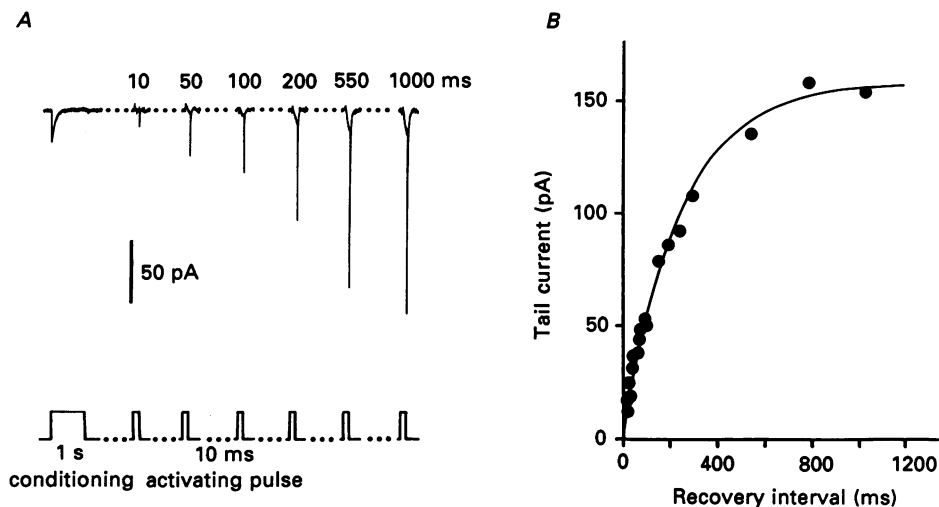 A
10 50 100 200 550 1000 ms
50 pA
1 s 10 ms
conditioning activating pulse
B
150
100
50
0
Tail current (pA)
0 400 800 1200
Recovery interval (ms)